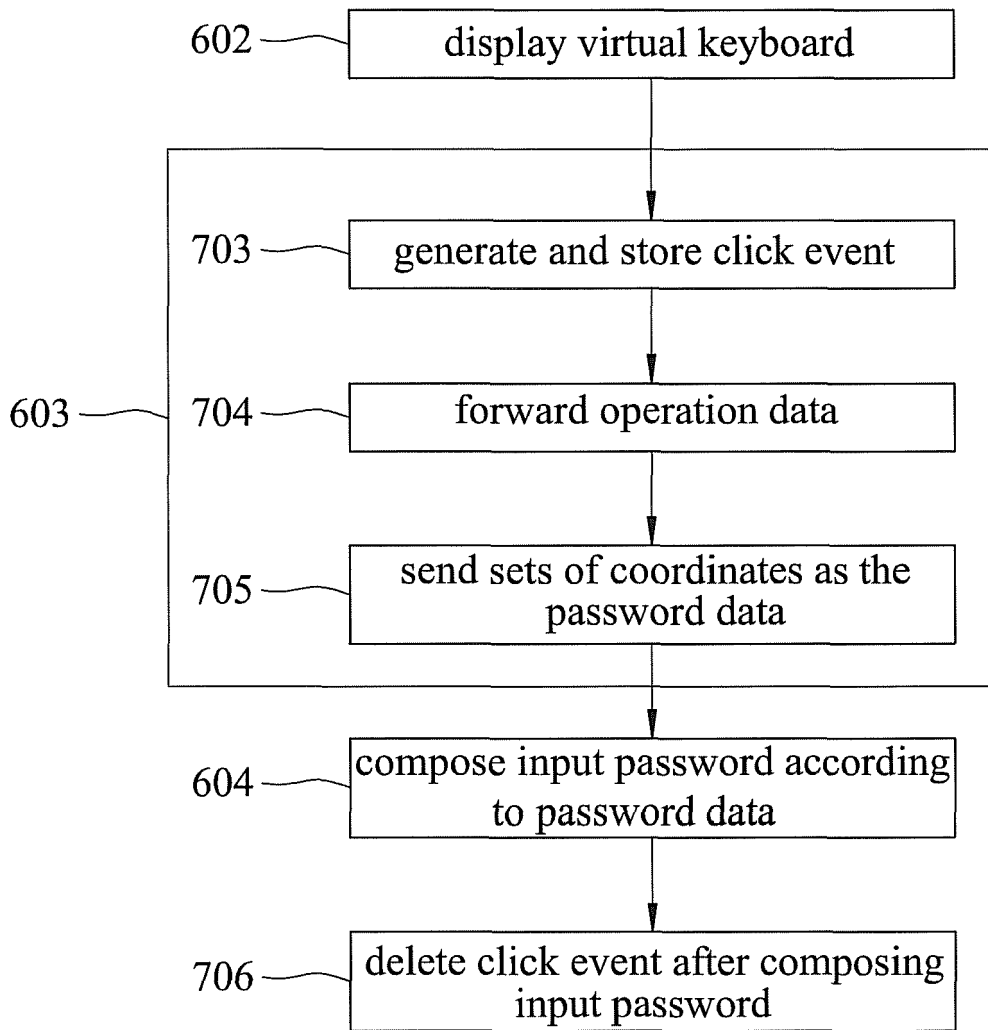 602
display virtual keyboard
703
generate and store click event
603
704
forward operation data
705
send sets of coordinates as the
password data
604
compose input password according
to password data
706
delete click event after composing
input password